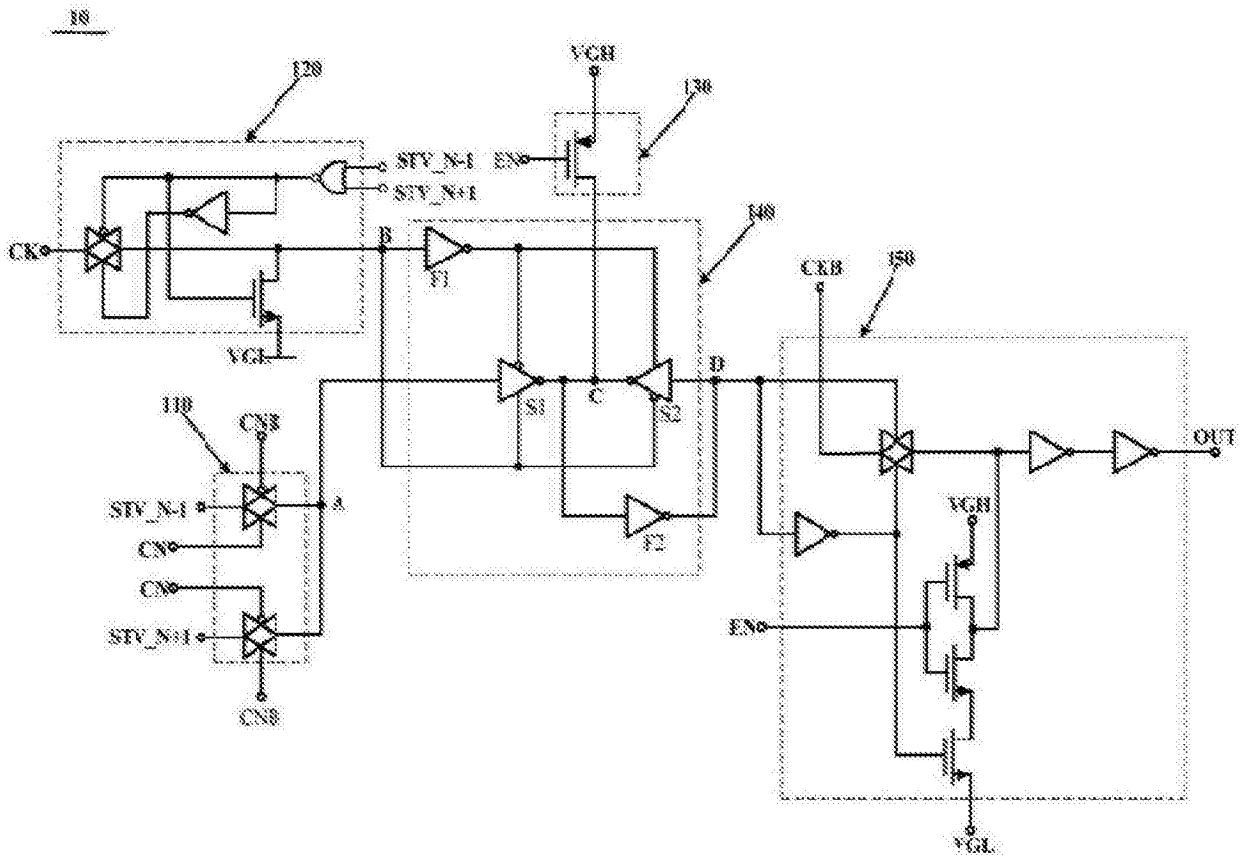 10
VGH
120
130
STV_N-1
EN
STV_N+1
140
B
CK
F1
CKB
150
VGL
D
S1
C
S2
110
CNB
OUT
STV_N-1
A
VGH
CN
F2
CN
STV_N+1
EN
CNB
VGL